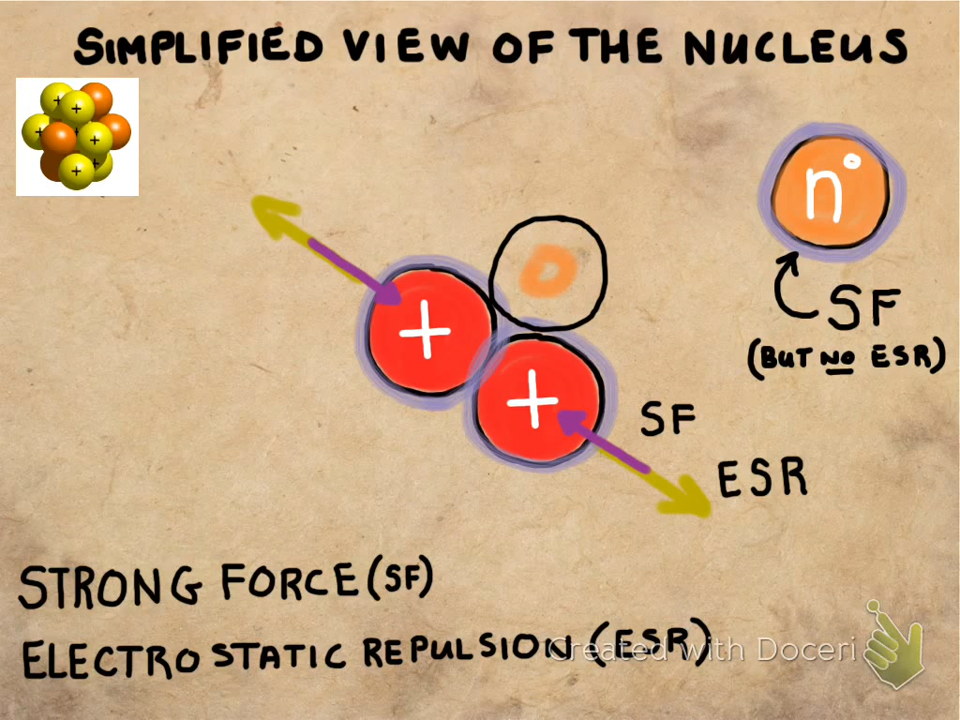 SIMPLIFIED VIEW OF THE NUCLEUS
+ + + + + +
n°
+
+
SF
(BUT NO ESR)
SF
ESR
STRONG FORCE (SF)
ELECTROSTATIC REPULSION (ESR)
Created with Doceri